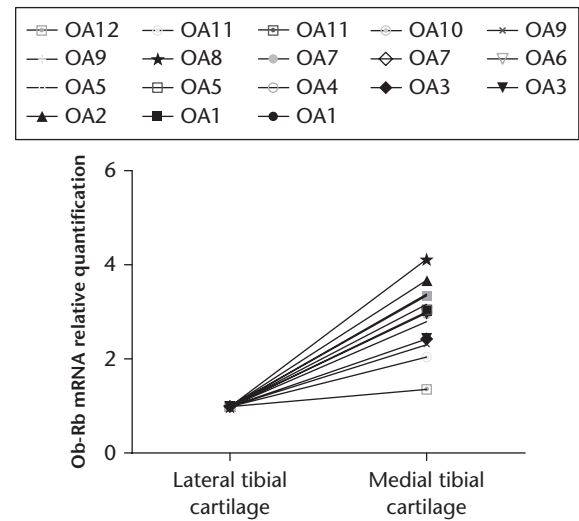 OA12 OA11 OA11 OA10 OA9
OA9 OA8 OA7 OA7 OA6
OA5 OA5 OA4 OA3 OA3
OA2 OA1 OA1
Ob-Rb mRNA relative quantification
6
4
2
0
Lateral tibial
cartilage
Medial tibial
cartilage